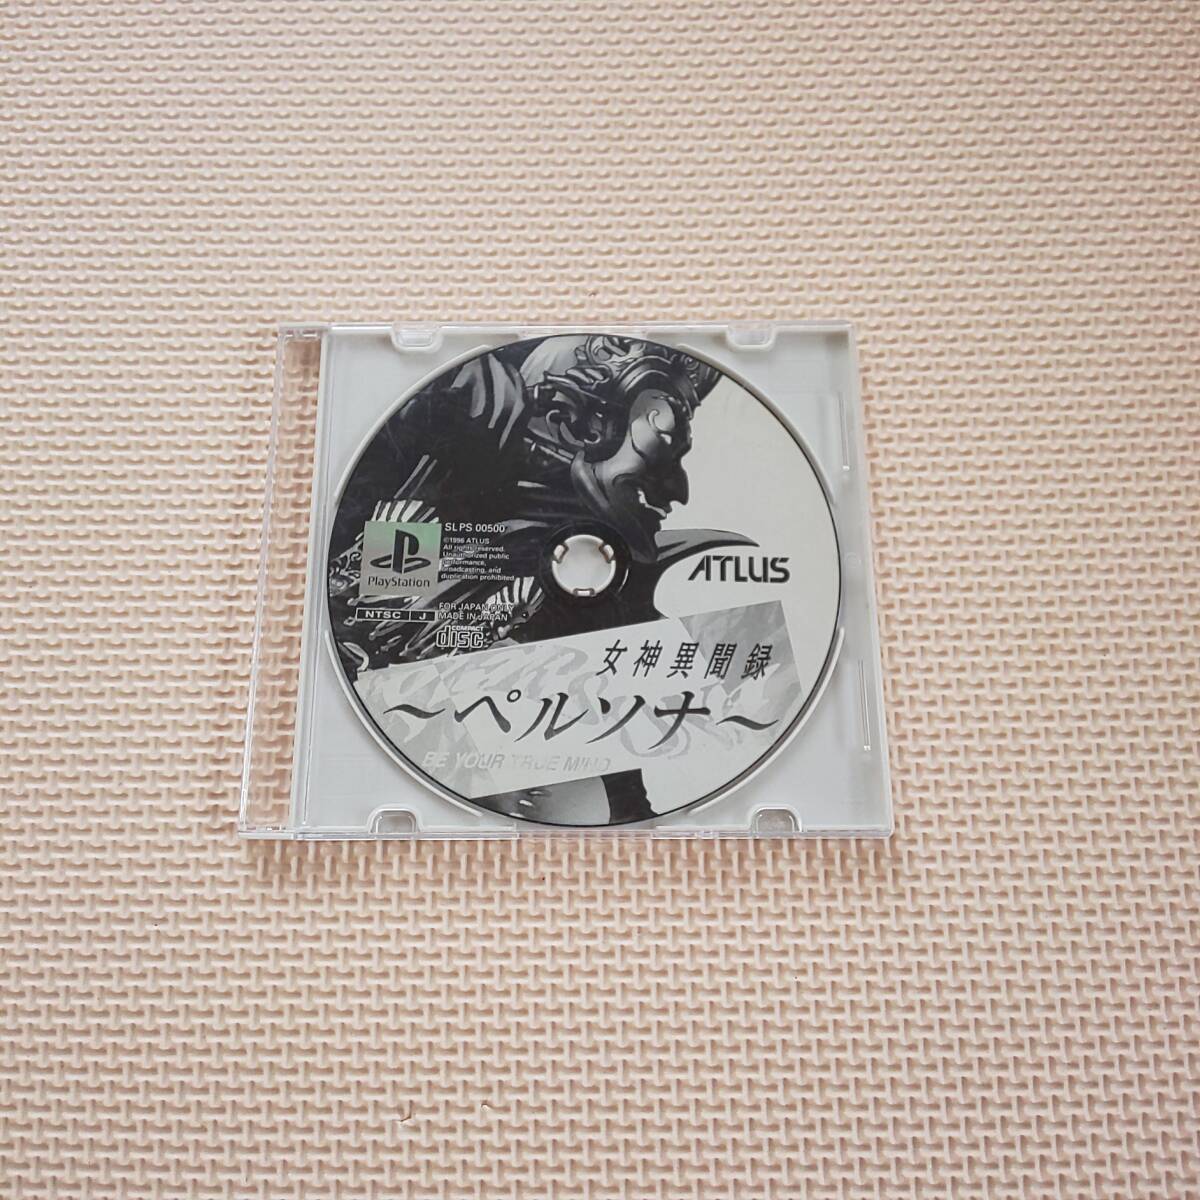 SLPS 00500
©1996 ATLUS
All rights reserved.
Unauthorized public
performance,
broadcasting, and
duplication prohibited.
PlayStation
NTSC J
FOR JAPAN ONLY
MADE IN JAPAN
COMPACT
disc
ATLUS
女神異聞録
～ペルソナ～
BE YOUR TRUE MIND